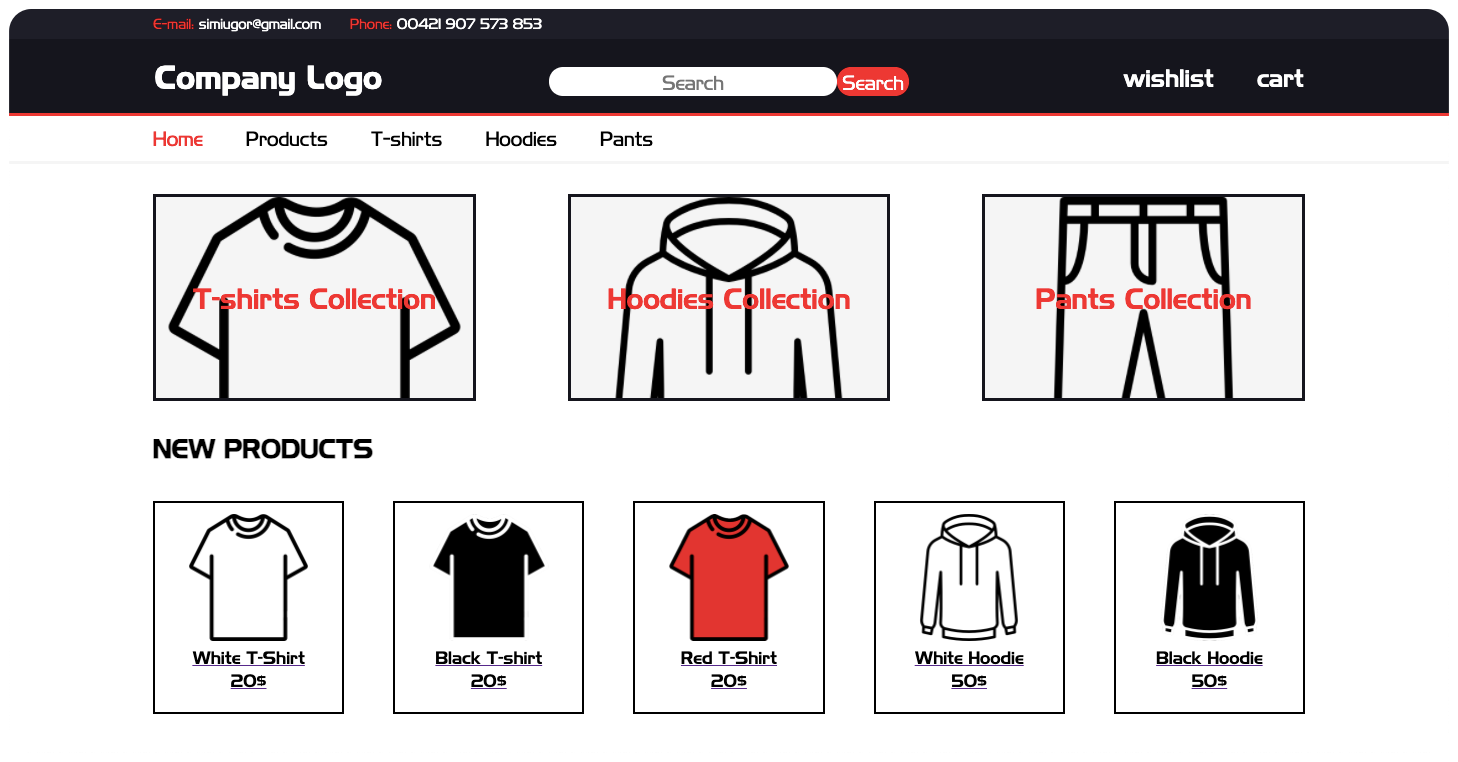 E-mail: simiugor@gmail.com Phone: 00421 907 573 853
Company Logo Search Search wishlist cart
Home Products T-shirts Hoodies Pants
T-shirts Collection Hoodies Collection Pants Collection
NEW PRODUCTS
White T-Shirt Black T-shirt Red T-Shirt White Hoodie Black Hoodie
20$ 20$ 20$ 50$ 50$